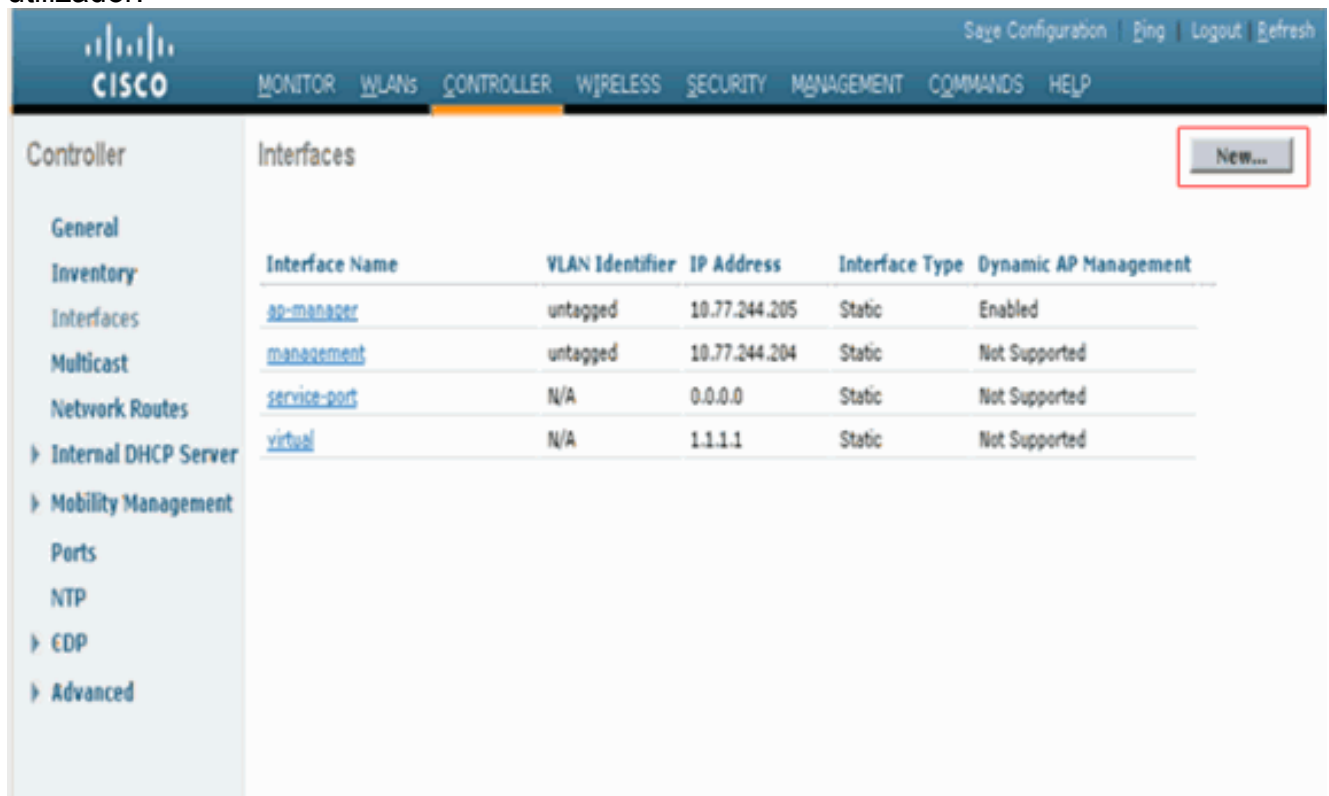 utilizador.
Save Configuration | Ping | Logout | Refresh
CISCO
MONITOR WLANs CONTROLLER WIRELESS SECURITY MANAGEMENT COMMANDS HELP
Controller
General
Inventory
Interfaces
Multicast
Network Routes
Internal DHCP Server
Mobility Management
Ports
NTP
CDP
Advanced
Interfaces
New...
Interface Name VLAN Identifier IP Address Interface Type Dynamic AP Management
ap-manager untagged 10.77.244.205 Static Enabled
management untagged 10.77.244.204 Static Not Supported
service-port N/A 0.0.0.0 Static Not Supported
virtual N/A 1.1.1.1 Static Not Supported